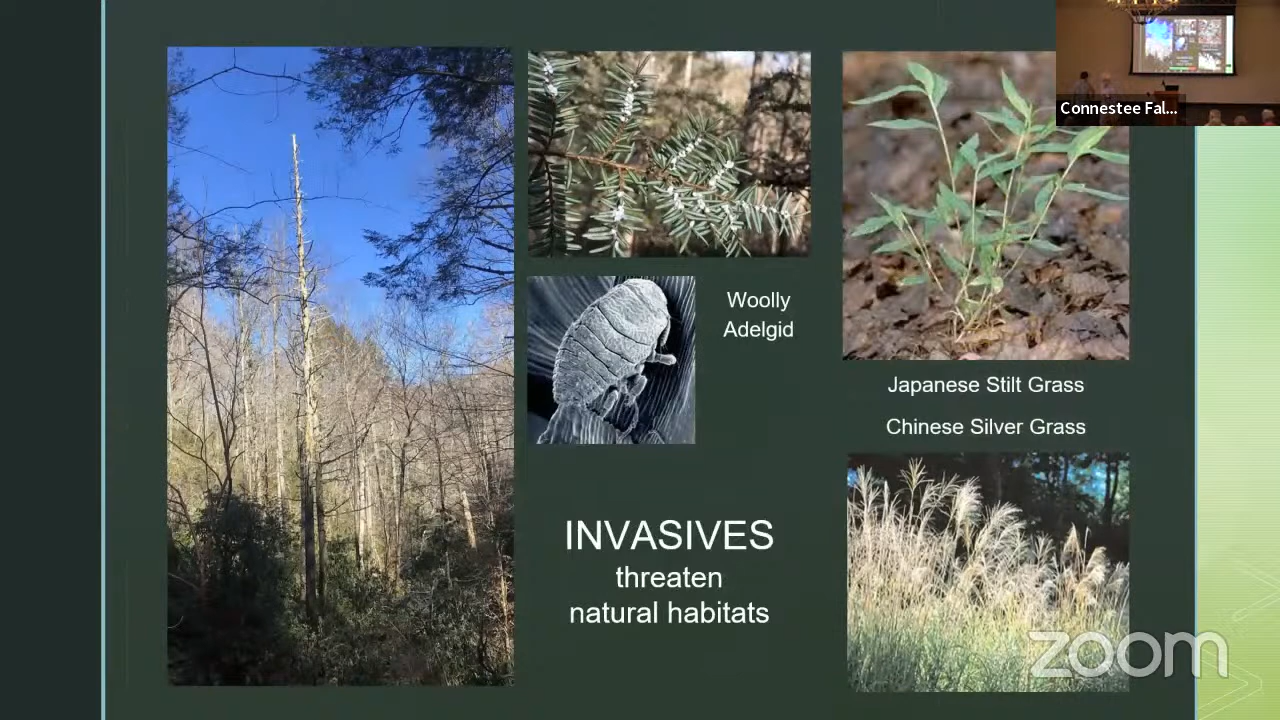 Connestee Fal...
Woolly
Adelgid
Japanese Stilt Grass
Chinese Silver Grass
INVASIVES
threaten
natural habitats
zoom